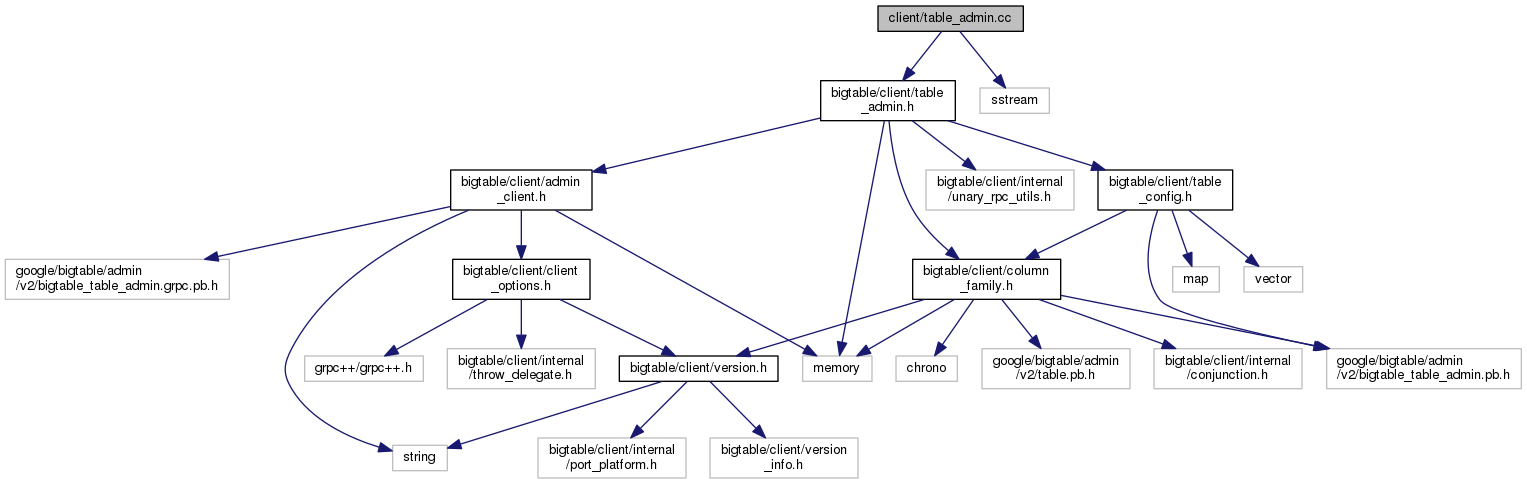 client/table_admin.cc
bigtable/client/table
_admin.h
sstream
bigtable/client/admin
_client.h
bigtable/client/internal
/unary_rpc_utils.h
bigtable/client/table
_config.h
google/bigtable/admin
/v2/bigtable_table_admin.grpc.pb.h
bigtable/client/client
_options.h
bigtable/client/column
_family.h
map
vector
grpc++/grpc++.h
bigtable/client/internal
/throw_delegate.h
bigtable/client/version.h
memory
chrono
google/bigtable/admin
/v2/table.pb.h
bigtable/client/internal
/conjunction.h
google/bigtable/admin
/v2/bigtable_table_admin.pb.h
string
bigtable/client/internal
/port_platform.h
bigtable/client/version
_info.h